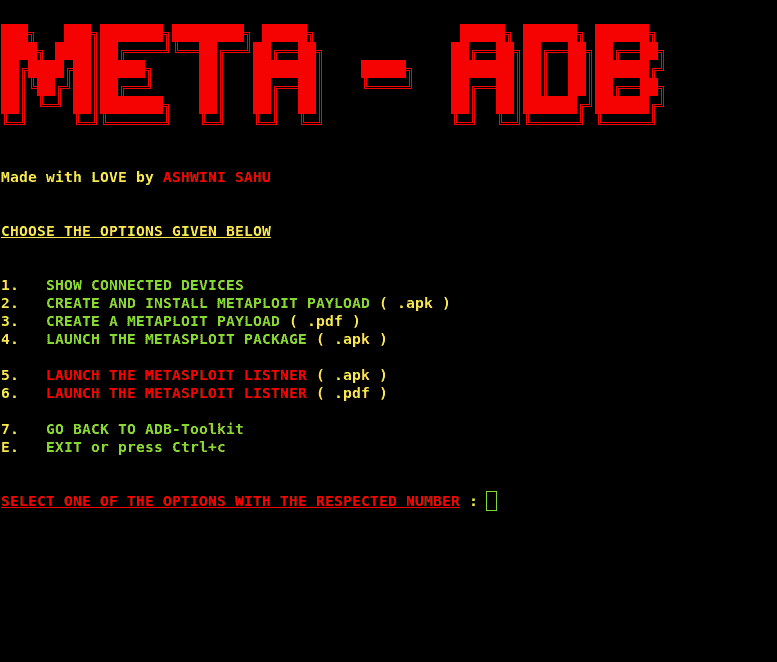 META - ADB
Made with LOVE by ASHWINI SAHU
CHOOSE THE OPTIONS GIVEN BELOW
1. SHOW CONNECTED DEVICES
2. CREATE AND INSTALL METAPLOIT PAYLOAD ( .apk )
3. CREATE A METAPLOIT PAYLOAD ( .pdf )
4. LAUNCH THE METASPLOIT PACKAGE ( .apk )
5. LAUNCH THE METASPLOIT LISTNER ( .apk )
6. LAUNCH THE METASPLOIT LISTNER ( .pdf )
7. GO BACK TO ADB-Toolkit
E. EXIT or press Ctrl+c
SELECT ONE OF THE OPTIONS WITH THE RESPECTED NUMBER :